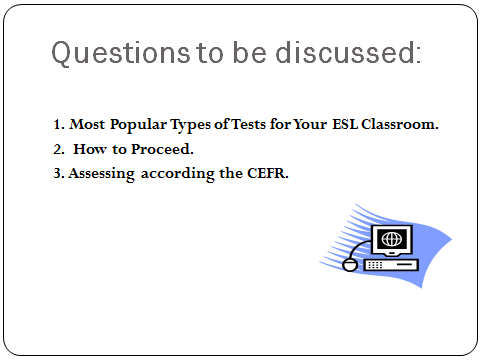 Questions to be discussed:
1. Most Popular Types of Tests for Your ESL Classroom.
2. How to Proceed.
3. Assessing according the CEFR.